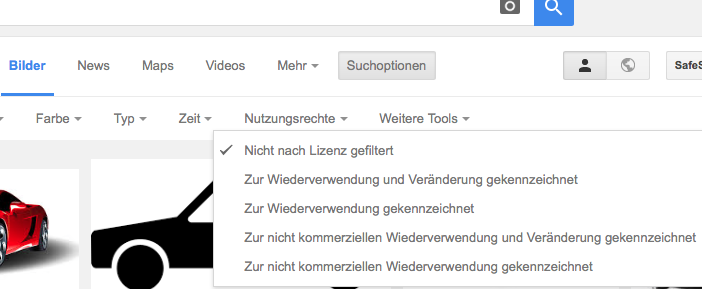 Bilder News Maps Videos Mehr Suchoptionen
Farbe Typ Zeit Nutzungsrechte Weitere Tools
Nicht nach Lizenz gefiltert
Zur Wiederverwendung und Veränderung gekennzeichnet
Zur Wiederverwendung gekennzeichnet
Zur nicht kommerziellen Wiederverwendung und Veränderung gekennzeichnet
Zur nicht kommerziellen Wiederverwendung gekennzeichnet